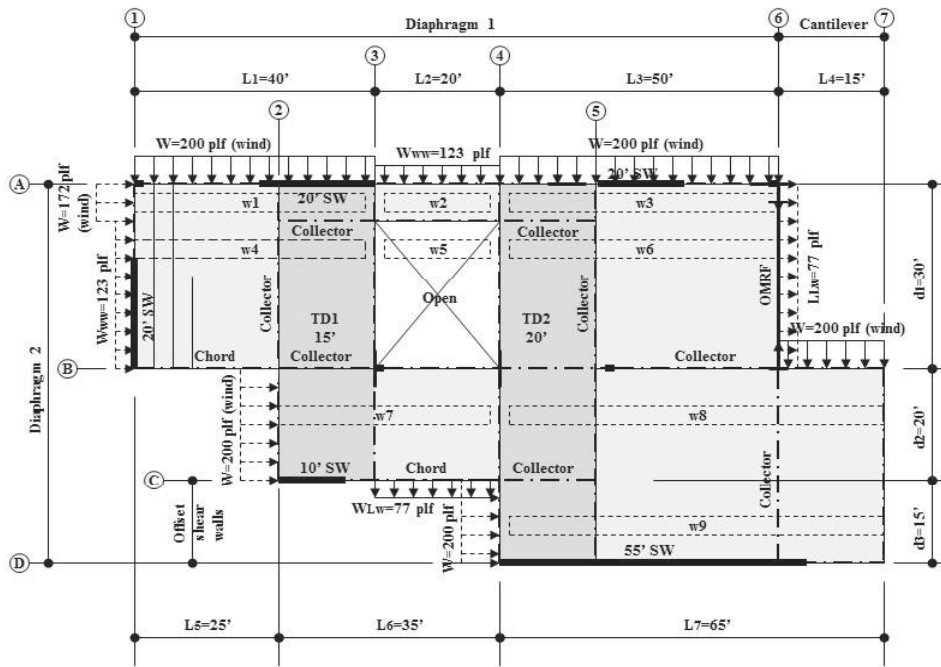 1
6
7
Diaphragm 1
Cantilever
3
4
L1=40’
L2=20’
L3=50’
L4=15’
2
5
W=200 plf (wind)
Www=123 plf
W=200 plf (wind)
A
W=172 plf
(wind)
20’ SW
20’ SW
w1
w2
w3
Collector
Collector
w4
w5
w6
Www=123 plf
20’ SW
Collector
TD1
15’
Open
TD2
20’
Collector
OMRF
LLw=77 plf
d1=30’
W=200 plf (wind)
Diaphragm 2
B
Chord
Collector
Collector
W=200 plf (wind)
w7
w8
d2=20’
10’ SW
Chord
Collector
Collector
C
Offset
shear
walls
WLw=77 plf
W=200 plf
w9
d3=15’
55’ SW
D
L5=25’
L6=35’
L7=65’